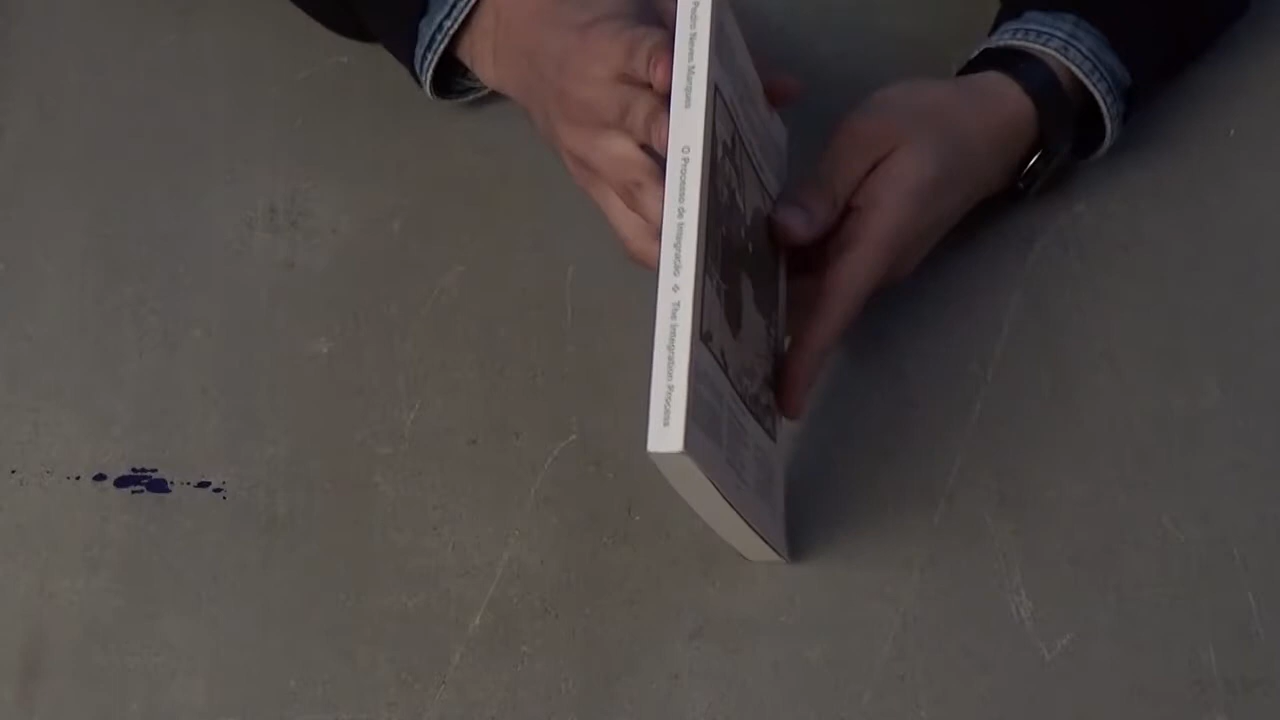 Pedro Neves Marques O Processo de Integração & The Integration Process